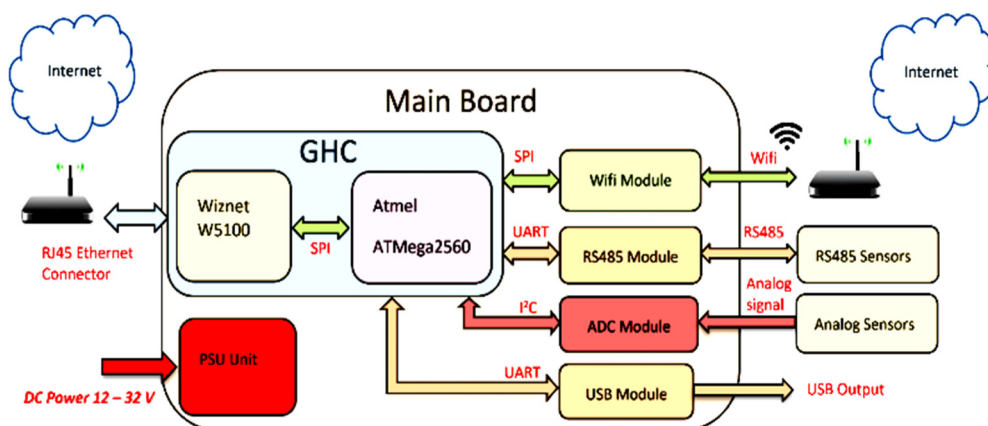 Internet
Internet
Main Board
GHC
SPI
Wifi
Wifi Module
Wiznet
W5100
Atmel
ATMega2560
SPI
UART
RS485
RS485 Module
RS485 Sensors
RJ45 Ethernet
Connector
Analog
signal
I²C
ADC Module
Analog Sensors
PSU Unit
UART
USB Module
USB Output
DC Power 12 – 32 V